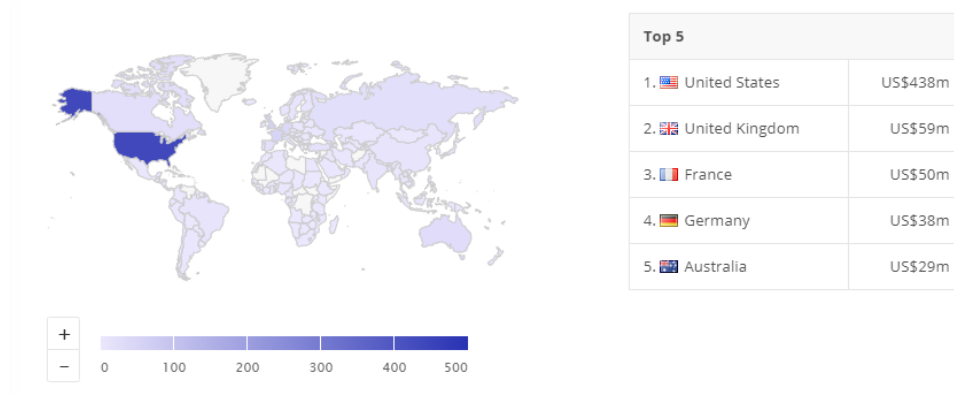 Top 5
1. United States US$438m
2. United Kingdom US$59m
3. France US$50m
4. Germany US$38m
5. Australia US$29m
+
−
0 100 200 300 400 500